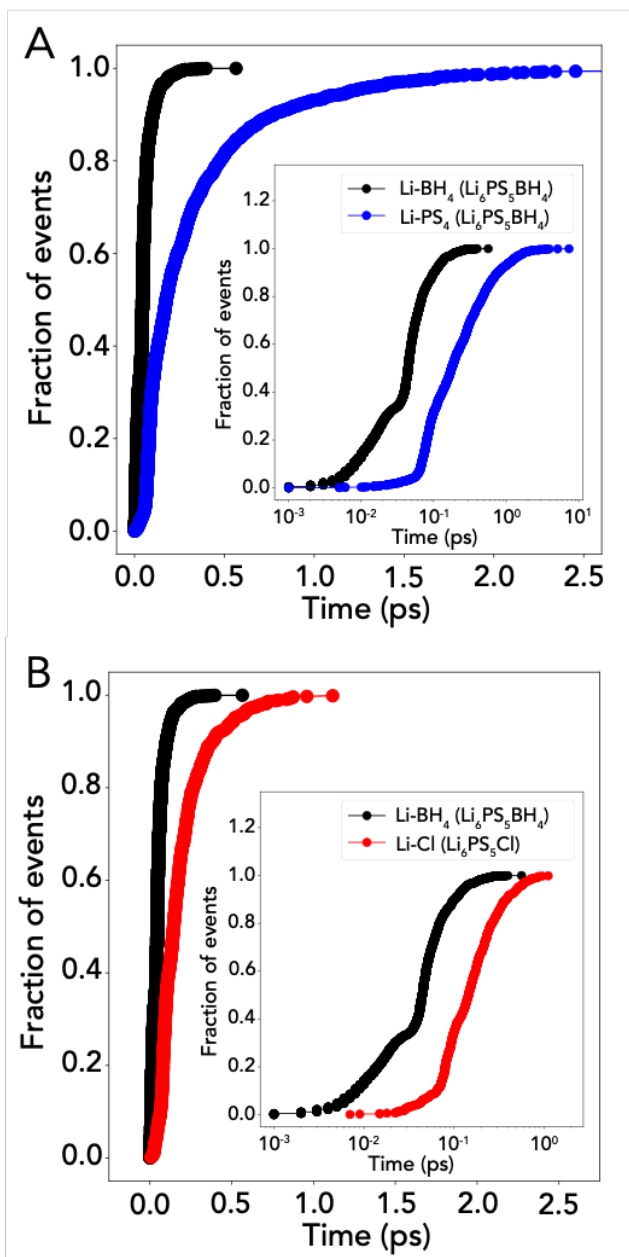 A
1.0
0.8
0.6
0.4
0.2
0.0
Fraction of events
0.0 0.5 1.0 1.5 2.0 2.5
Time (ps)
1.2
1.0
0.8
0.6
0.4
0.2
0.0
Fraction of events
Li-BH₄ (Li₆PS₅BH₄)
Li-PS₄ (Li₆PS₅BH₄)
10⁻³ 10⁻² 10⁻¹ 10⁰ 10¹
Time (ps)
B
1.0
0.8
0.6
0.4
0.2
0.0
Fraction of events
0.0 0.5 1.0 1.5 2.0 2.5
Time (ps)
1.2
1.0
0.8
0.6
0.4
0.2
0.0
Fraction of events
Li-BH₄ (Li₆PS₅BH₄)
Li-Cl (Li₆PS₅Cl)
10⁻³ 10⁻² 10⁻¹ 10⁰
Time (ps)